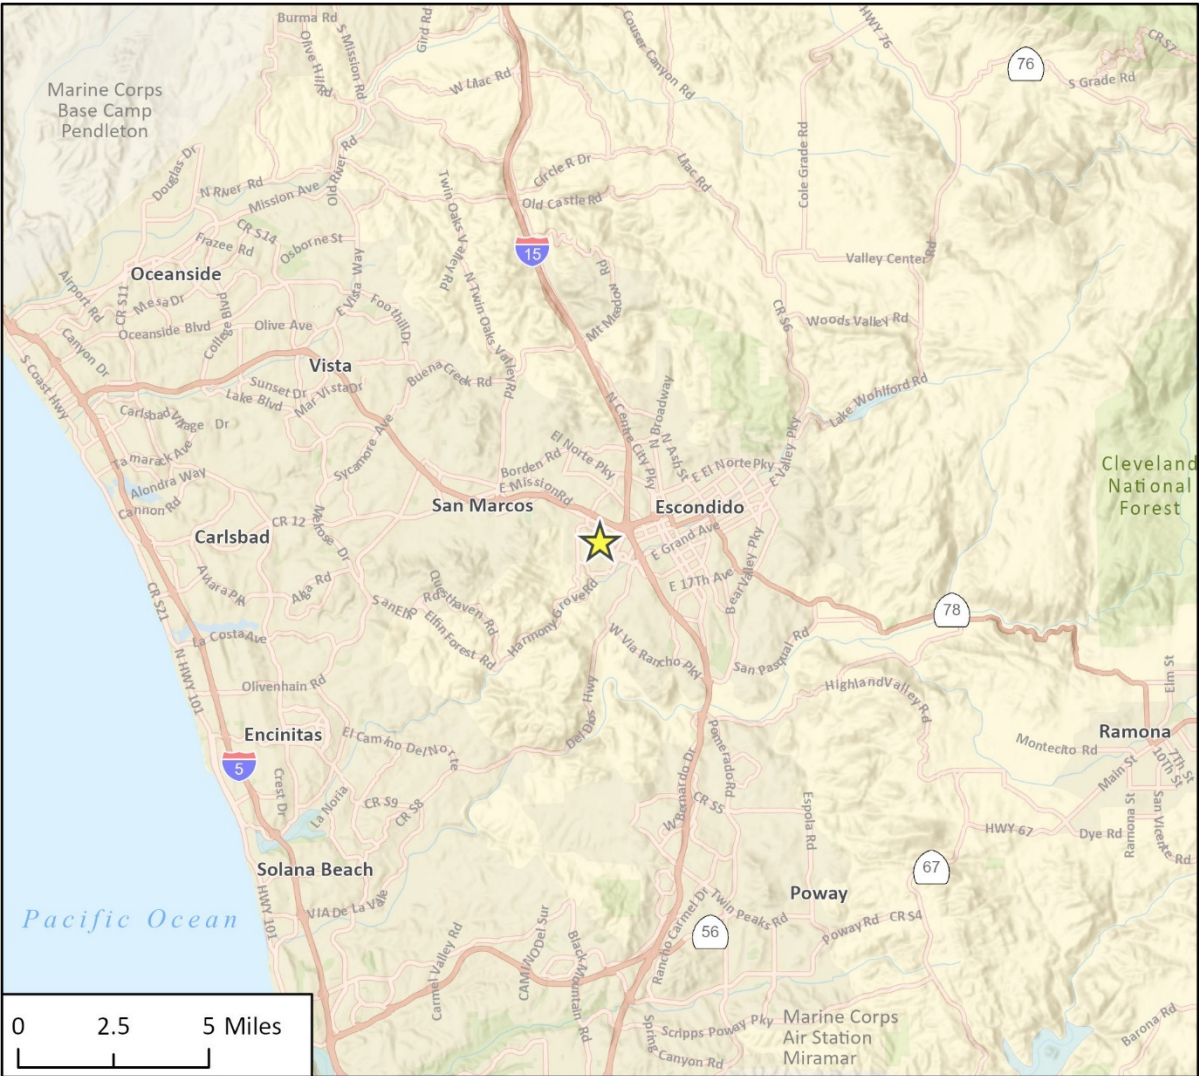 Burma Rd
Olive Hill Rd
S Mission Rd
Gird Rd
Couser Canyon Rd
HWY 76
CR S7
76
S Grade Rd
W Lilac Rd
Marine Corps
Base Camp
Pendleton
Douglas Dr
N River Rd
Mission Ave
Old River Rd
Circle R Dr
Old Castle Rd
Lilac Rd
Cole Grade Rd
Twin Oaks Valley Rd
CR S14
Frazee Rd
Osborne St
15
Valley Center Rd
Oceanside
Airport Rd
CR S11
Mesa Dr
College Blvd
E Vista Way
Foothill Dr
N Twin Oaks Valley Rd
Mt Meadow Rd
CR S6
Woods Valley Rd
Oceanside Blvd
Olive Ave
Canyon Dr
S Coast Hwy
Vista
Sunset Dr
Lake Blvd
Mar Vista Dr
Buena Creek Rd
Lake Wohlford Rd
Carlsbad Village Dr
Sycamore Ave
N Centre City Pky
N Broadway
N Ash St
E Valley Pky
Tamarack Ave
Alondra Way
Cannon Rd
Borden Rd
El Norte Pky
E El Norte Pky
E Mission Rd
Cleveland
National
Forest
San Marcos
Escondido
Carlsbad
CR 12
Melrose Dr
E Grand Ave
E 17Th Ave
Bear Valley Pky
CR S21
Alga Rd
San Elijo Rd
Questhaven Rd
Elfin Forest Rd
Harmony Grove Rd
78
La Costa Ave
N HWY 101
W Via Rancho Pky
San Pasqual Rd
Olivenhain Rd
Del Dios Hwy
Highland Valley Rd
Elm St
Encinitas
El Camino Del Norte
Ramona
Montecito Rd
Main St
7Th St
10Th St
5
Crest Dr
La Noria
CR S9
CR S8
W Bernardo Dr
Pomerado Rd
CR S5
Espola Rd
HWY 67
Dye Rd
Ramona St
San Vicente Rd
Solana Beach
67
HWY 101
VIA De La Valle
Poway
Pacific Ocean
Carmel Valley Rd
CAMINO Del Sur
Black Mountain Rd
Rancho Carmel Dr
Twin Peaks Rd
56
Poway Rd
CR S4
0 2.5 5 Miles
Spring Canyon Rd
Scripps Poway Pky
Marine Corps
Air Station
Miramar
Barona Rd